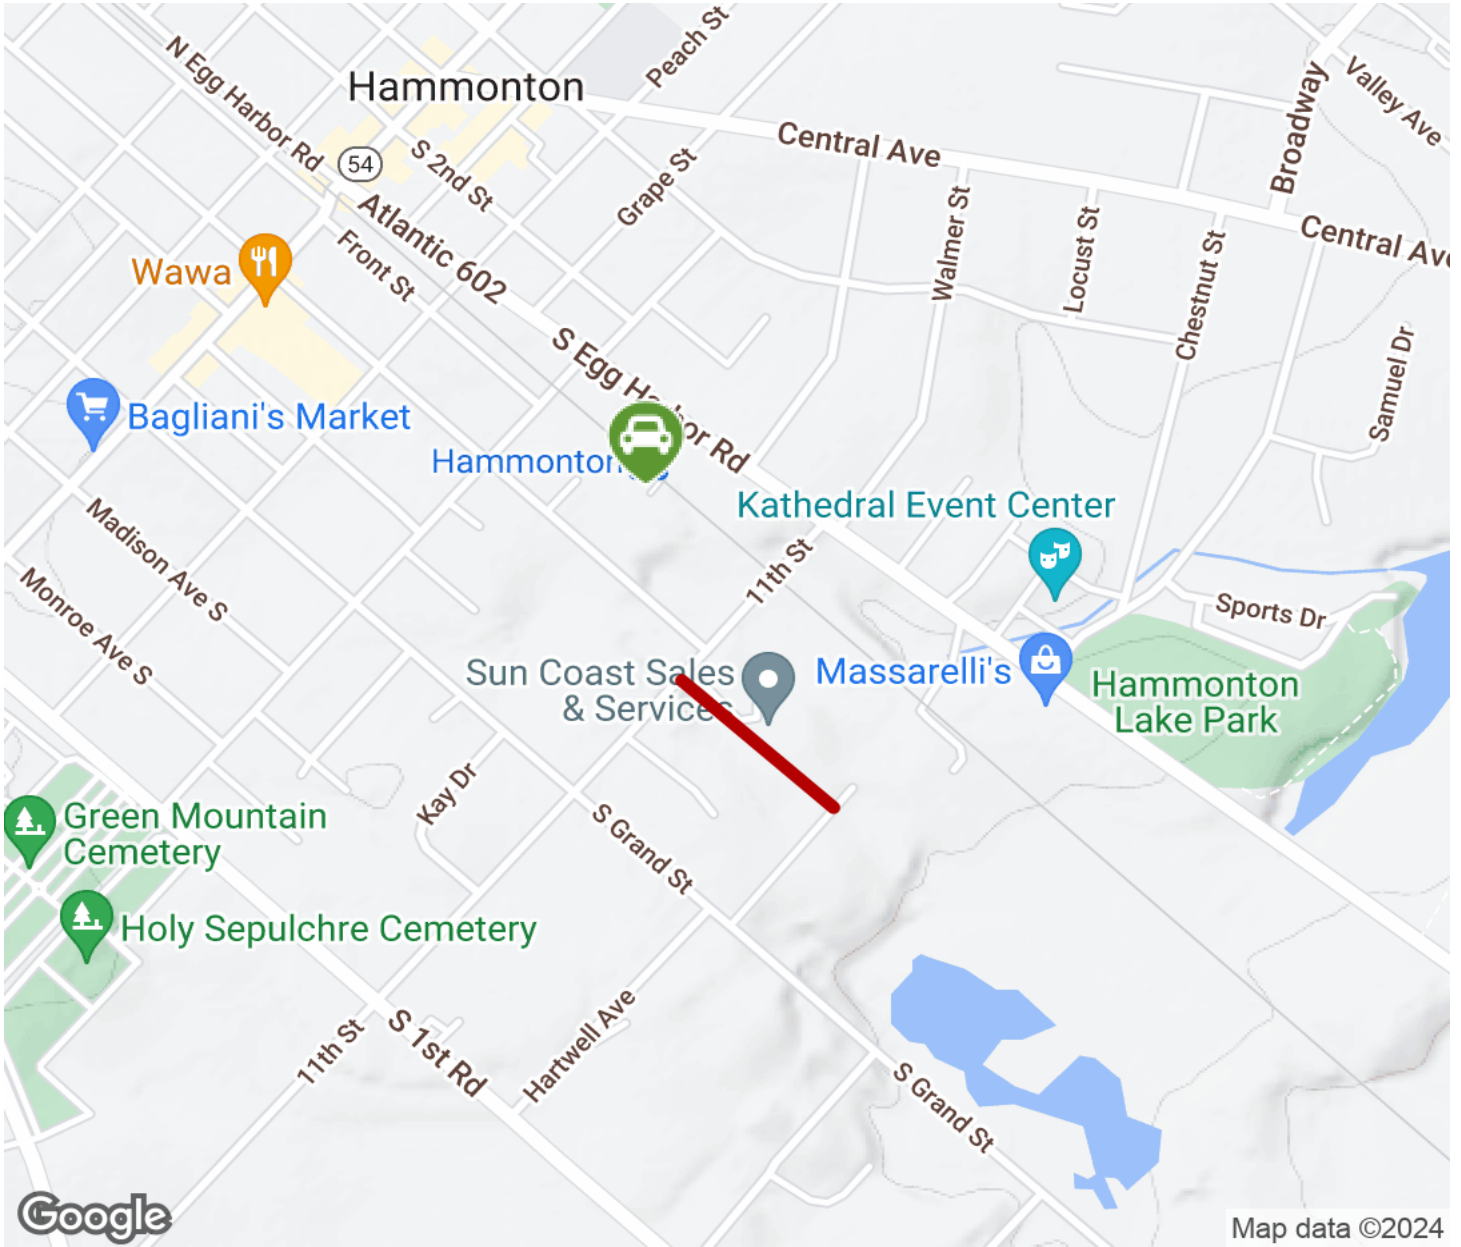 Peach St
N Egg Harbor Rd
Hammonton
Valley Ave
Broadway
Central Ave
54
S 2nd St
Grape St
Atlantic 602
Walmer St
Locust St
Central Ave
Front St
Wawa
Chestnut St
S Egg Harbor Rd
Samuel Dr
Bagliani's Market
Hammonton
Kathedral Event Center
Madison Ave S
11th St
Monroe Ave S
Sports Dr
Sun Coast Sales
& Services
Massarelli's
Hammonton
Lake Park
Kay Dr
Green Mountain
Cemetery
S Grand St
Holy Sepulchre Cemetery
Hartwell Ave
11th St
S 1st Rd
S Grand St
Google
Map data ©2024